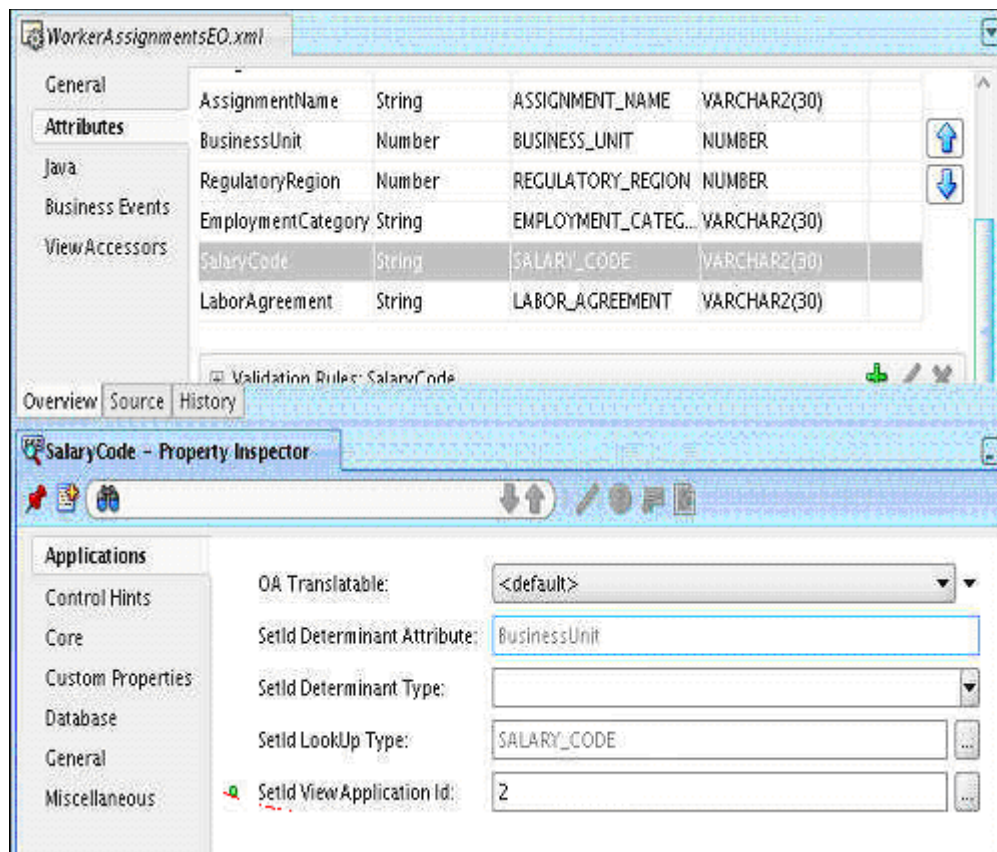 WorkerAssignmentsEO.xml
General
Attributes
Java
Business Events
View Accessors
AssignmentName String ASSIGNMENT_NAME VARCHAR2(30)
BusinessUnit Number BUSINESS_UNIT NUMBER
RegulatoryRegion Number REGULATORY_REGION NUMBER
EmploymentCategory String EMPLOYMENT_CATEG... VARCHAR2(30)
SalaryCode String SALARY_CODE VARCHAR2(30)
LaborAgreement String LABOR_AGREEMENT VARCHAR2(30)
Validation Rules: SalaryCode
Overview Source History
SalaryCode - Property Inspector
Applications
Control Hints
Core
Custom Properties
Database
General
Miscellaneous
OA Translatable: <default>
SetId Determinant Attribute: BusinessUnit
SetId Determinant Type:
SetId LookUp Type: SALARY_CODE ...
SetId View Application Id: 2 ...